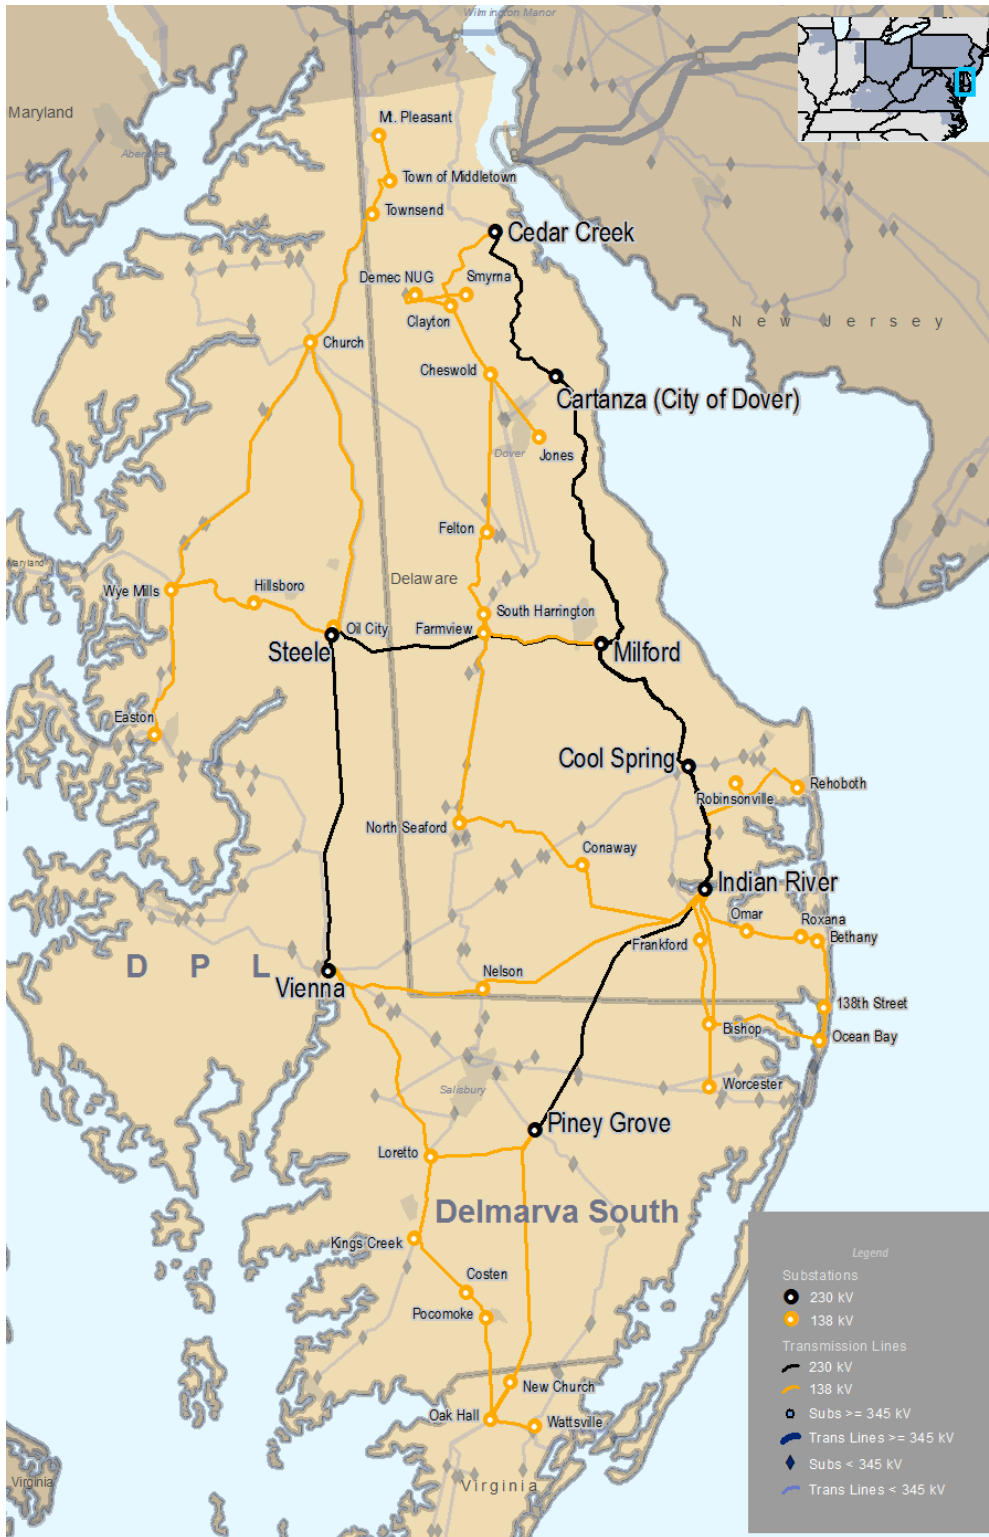 Wilmington Manor
Maryland
Mt. Pleasant
Aberdeen
Town of Middletown
Townsend
Cedar Creek
Demec NUG
Smyrna
Clayton
New Jersey
Church
Cheswold
Cartanza (City of Dover)
Dover
Jones
Felton
Maryland
Delaware
Wye Mills
Hillsboro
South Harrington
Oil City
Farmview
Steele
Milford
Easton
Cool Spring
Rehoboth
Robinsonville
North Seaford
Conaway
Indian River
Omar
Roxana
Frankford
Bethany
DPL
Nelson
Vienna
138th Street
Bishop
Ocean Bay
Worcester
Salisbury
Piney Grove
Loretto
Delmarva South
Kings Creek
Costen
Pocomoke
New Church
Oak Hall
Wattsville
Virginia
Virginia
Legend
Substations
230 kV
138 kV
Transmission Lines
230 kV
138 kV
Subs >= 345 kV
Trans Lines >= 345 kV
Subs < 345 kV
Trans Lines < 345 kV